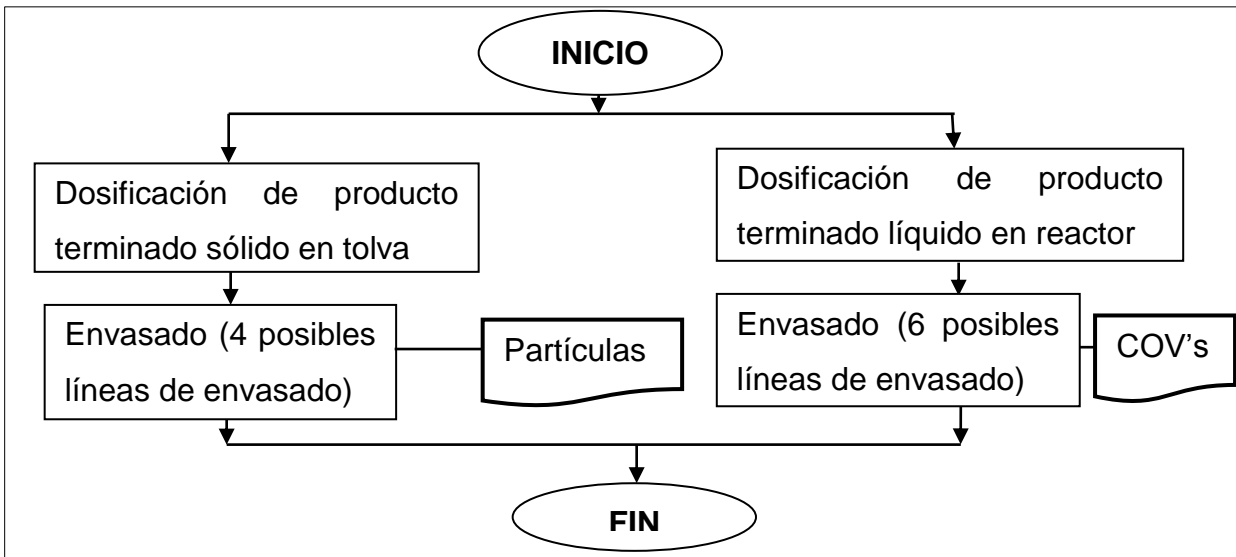 INICIO
Dosificación de producto
terminado sólido en tolva
Envasado (4 posibles
líneas de envasado)
Partículas
Dosificación de producto
terminado líquido en reactor
Envasado (6 posibles
líneas de envasado)
COV’s
FIN